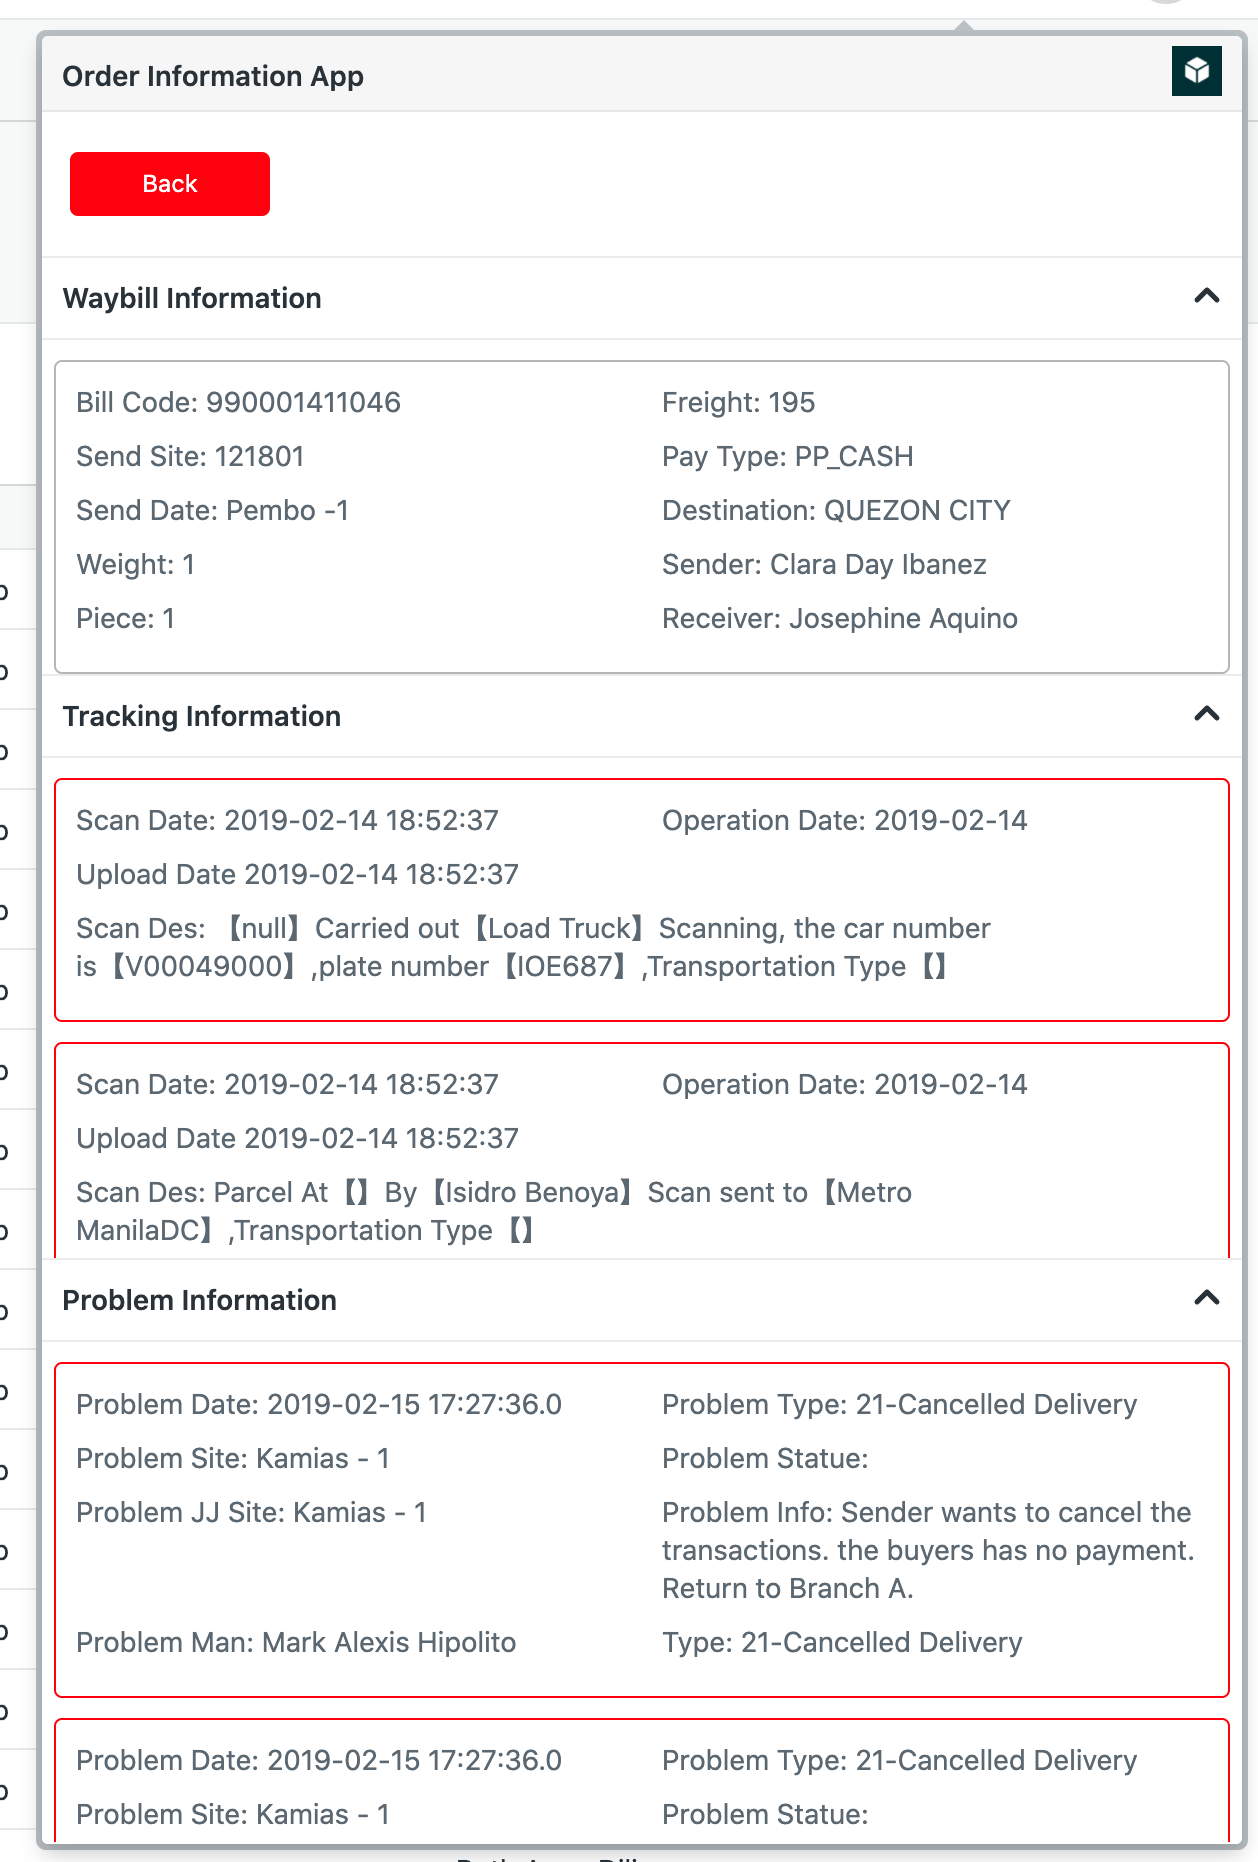 Order Information App
Back
Waybill Information
Bill Code: 990001411046
Freight: 195
Send Site: 121801
Pay Type: PP_CASH
Send Date: Pembo -1
Destination: QUEZON CITY
Weight: 1
Sender: Clara Day Ibanez
Piece: 1
Receiver: Josephine Aquino
Tracking Information
Scan Date: 2019-02-14 18:52:37
Operation Date: 2019-02-14
Upload Date 2019-02-14 18:52:37
Scan Des: 【null】Carried out【Load Truck】Scanning, the car number
is【V00049000】,plate number【IOE687】,Transportation Type【】
Scan Date: 2019-02-14 18:52:37
Operation Date: 2019-02-14
Upload Date 2019-02-14 18:52:37
Scan Des: Parcel At【】By【Isidro Benoya】Scan sent to【Metro
ManilaDC】,Transportation Type【】
Problem Information
Problem Date: 2019-02-15 17:27:36.0
Problem Type: 21-Cancelled Delivery
Problem Site: Kamias - 1
Problem Statue:
Problem JJ Site: Kamias - 1
Problem Info: Sender wants to cancel the
transactions. the buyers has no payment.
Return to Branch A.
Problem Man: Mark Alexis Hipolito
Type: 21-Cancelled Delivery
Problem Date: 2019-02-15 17:27:36.0
Problem Type: 21-Cancelled Delivery
Problem Site: Kamias - 1
Problem Statue: